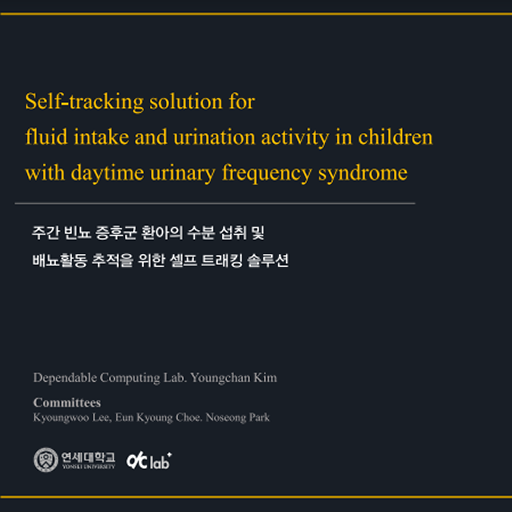 Self-tracking solution for
fluid intake and urination activity in children
with daytime urinary frequency syndrome
주간 빈뇨 증후군 환아의 수분 섭취 및
배뇨활동 추적을 위한 셀프 트래킹 솔루션
Dependable Computing Lab. Youngchan Kim
Committees
Kyoungwoo Lee, Eun Kyoung Choe. Noseong Park
연세대학교
YONSEI UNIVERSITY
lab+